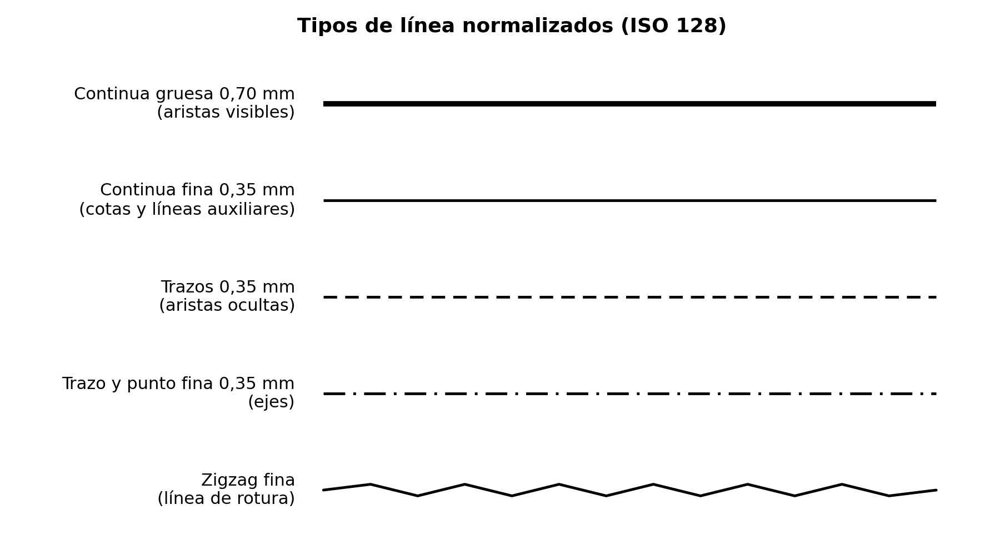 Tipos de línea normalizados (ISO 128)
Continua gruesa 0,70 mm
(aristas visibles)
Continua fina 0,35 mm
(cotas y líneas auxiliares)
Trazos 0,35 mm
(aristas ocultas)
Trazo y punto fina 0,35 mm
(ejes)
Zigzag fina
(línea de rotura)